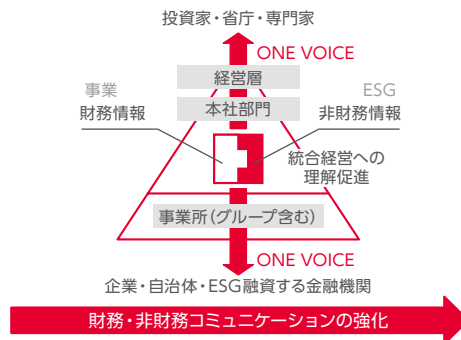 投資家・省庁・専門家
ONE VOICE
経営層
事業
ESG
財務情報
本社部門
非財務情報
統合経営への
理解促進
事業所(グループ含む)
ONE VOICE
企業・自治体・ESG融資する金融機関
財務・非財務コミュニケーションの強化